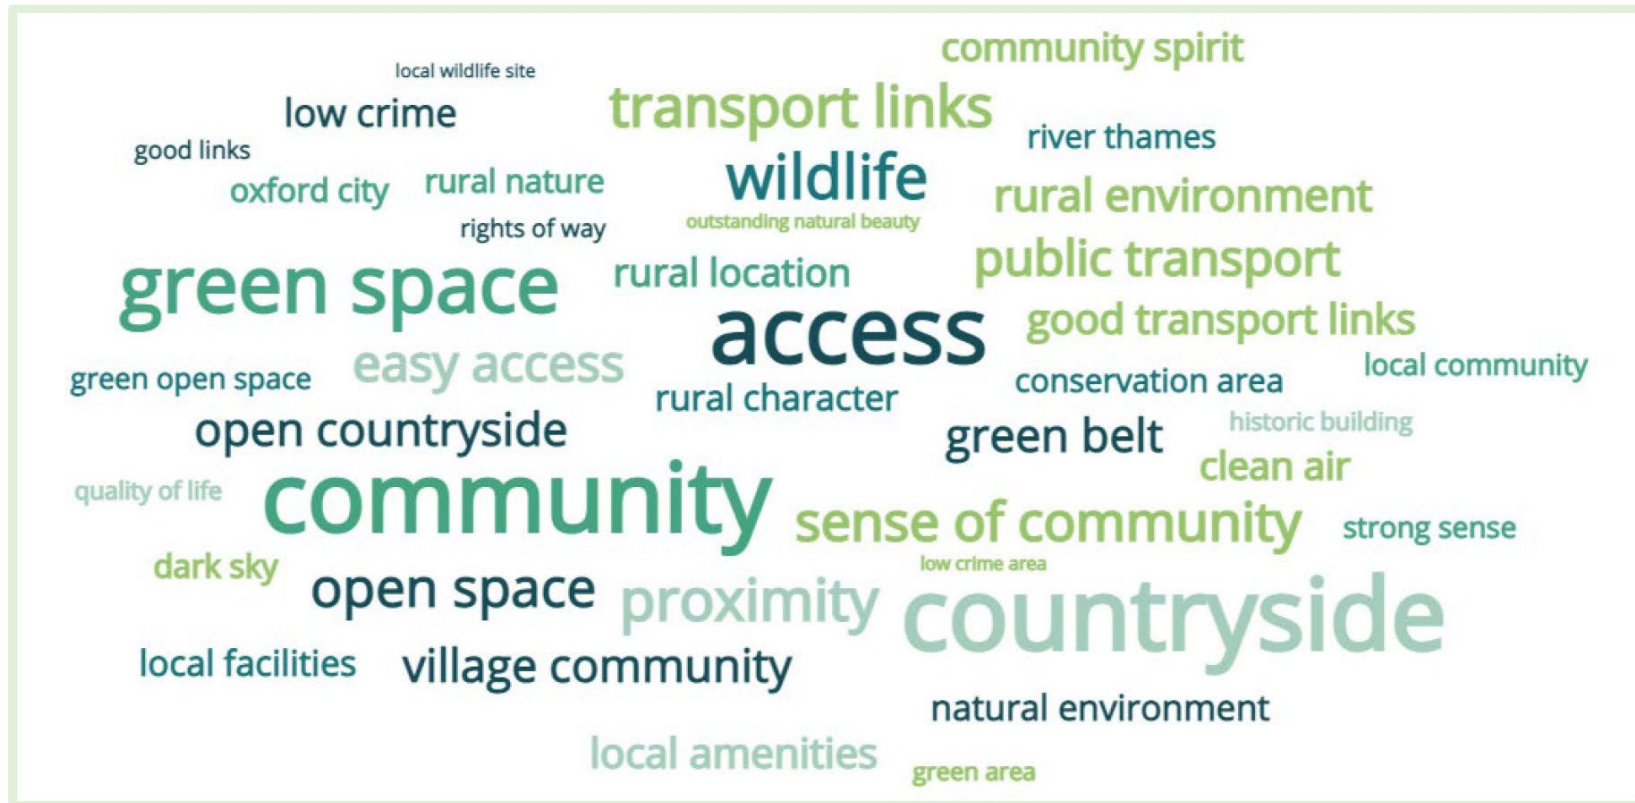 community spirit
local wildlife site
low crime
transport links
river thames
good links
oxford city
rural nature
wildlife
rural environment
rights of way
outstanding natural beauty
public transport
green space
rural location
access
good transport links
green open space
easy access
rural character
conservation area
local community
open countryside
green belt
historic building
clean air
quality of life
community
sense of community
strong sense
dark sky
open space
proximity
low crime area
countryside
local facilities
village community
natural environment
local amenities
green area